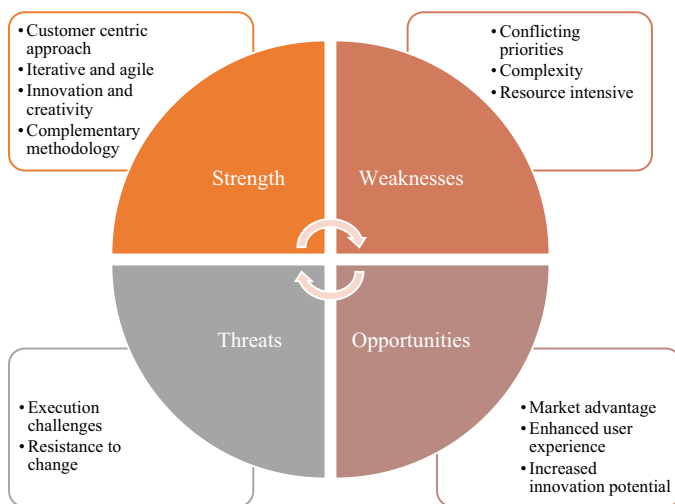 • Customer centric
approach
• Iterative and agile
• Innovation and
creativity
• Complementary
methodology
• Conflicting
priorities
• Complexity
• Resource intensive
Strength
Weaknesses
Threats
Opportunities
• Execution
challenges
• Resistance to
change
• Market advantage
• Enhanced user
experience
• Increased
innovation potential